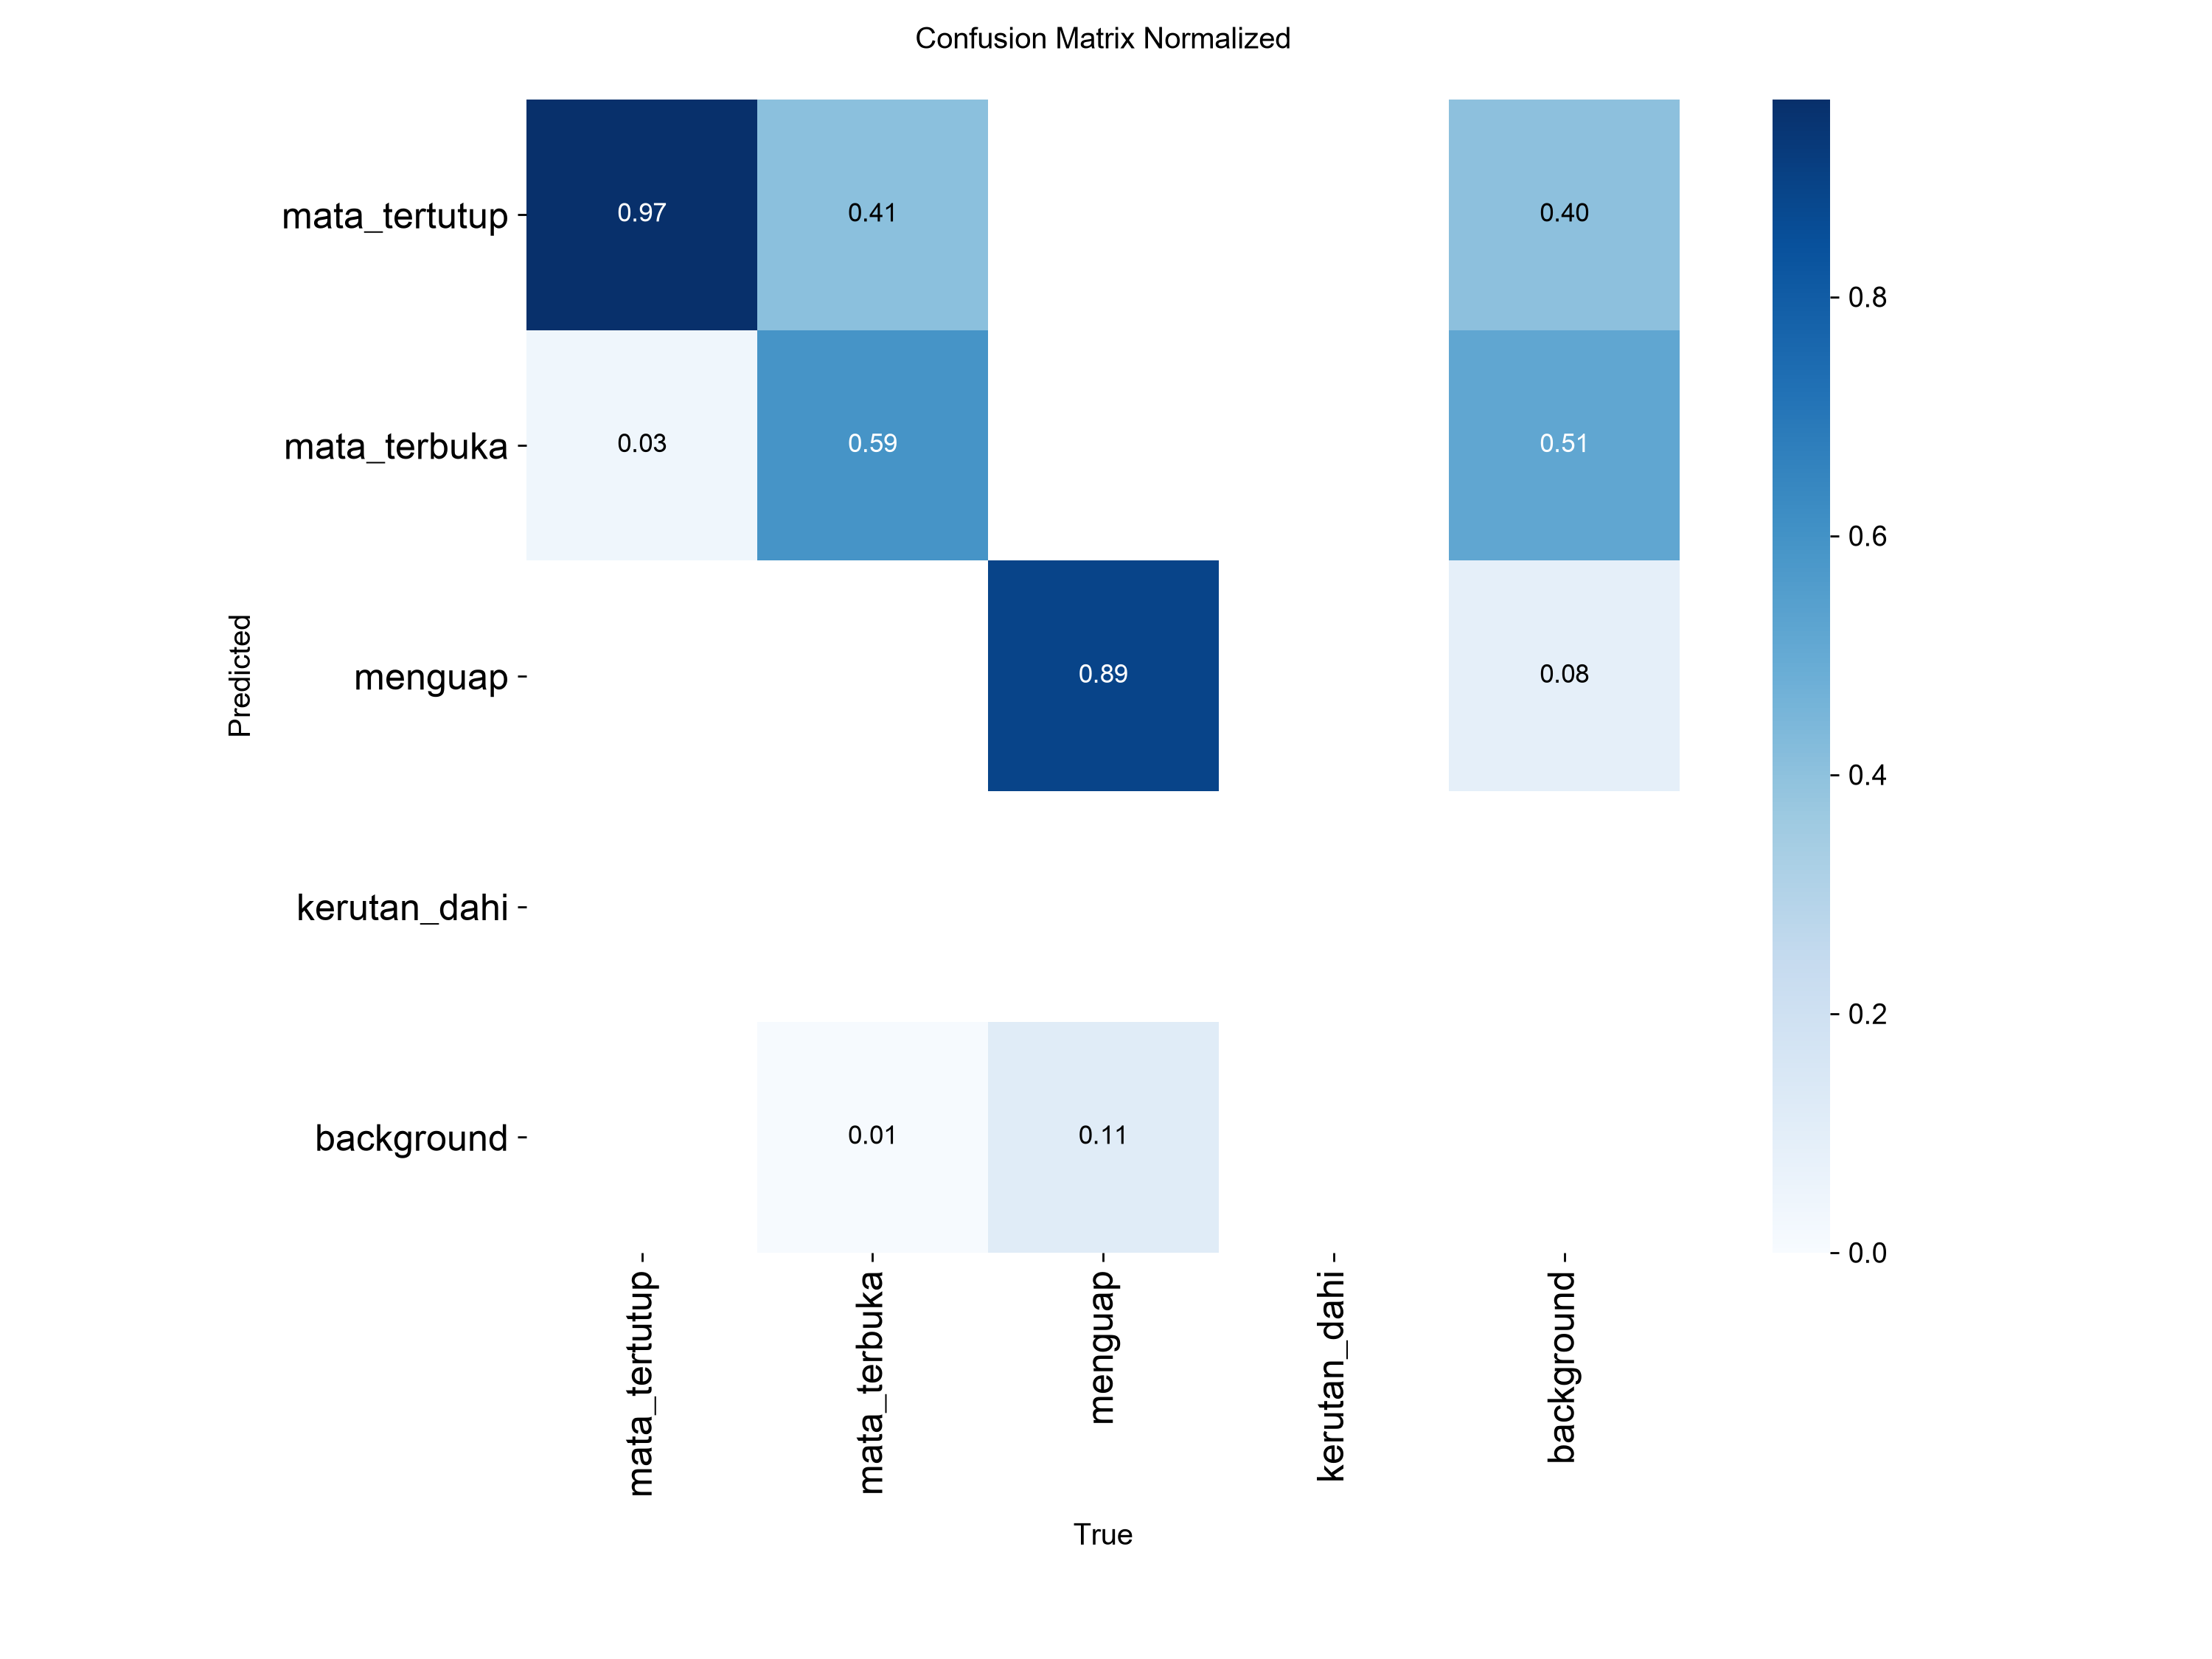 Confusion Matrix Normalized
mata_tertutup
0.97
0.41
0.40
0.8
mata_terbuka
0.03
0.59
0.51
0.6
Predicted
menguap
0.89
0.08
0.4
kerutan_dahi
0.2
background
0.01
0.11
0.0
mata_tertutup
mata_terbuka
menguap
kerutan_dahi
background
True